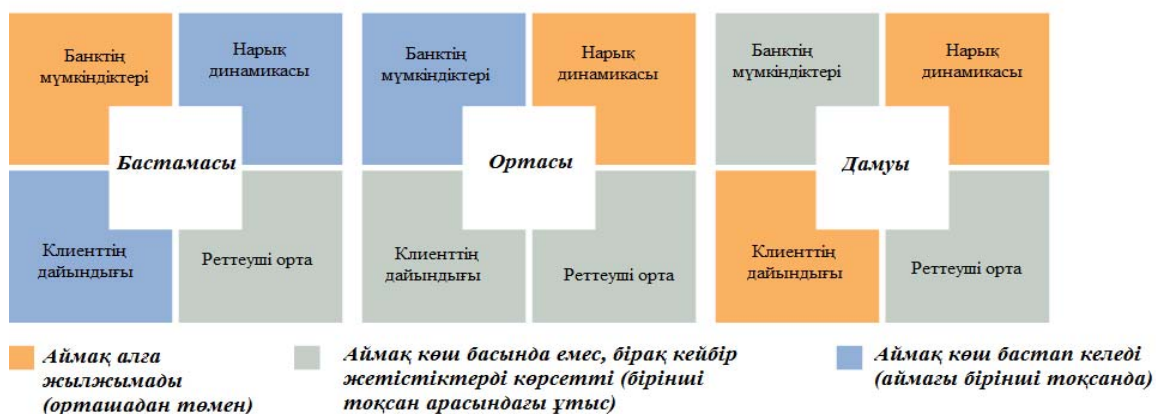 Банктің
мүмкіндіктері
Нарық
динамикасы
Бастамасы
Клиенттің
дайындығы
Реттеуші орта
Банктің
мүмкіндіктері
Нарық
динамикасы
Ортасы
Клиенттің
дайындығы
Реттеуші орта
Банктің
мүмкіндіктері
Нарық
динамикасы
Дамуы
Клиенттің
дайындығы
Реттеуші орта
Аймақ алға
жылжымады
(орташадан төмен)
Аймақ көш басында емес, бірақ кейбір
жетістіктерді көрсетті (бірінші
тоқсан арасындағы ұтыс)
Аймақ көш бастап келеді
(аймағы бірінші тоқсанда)